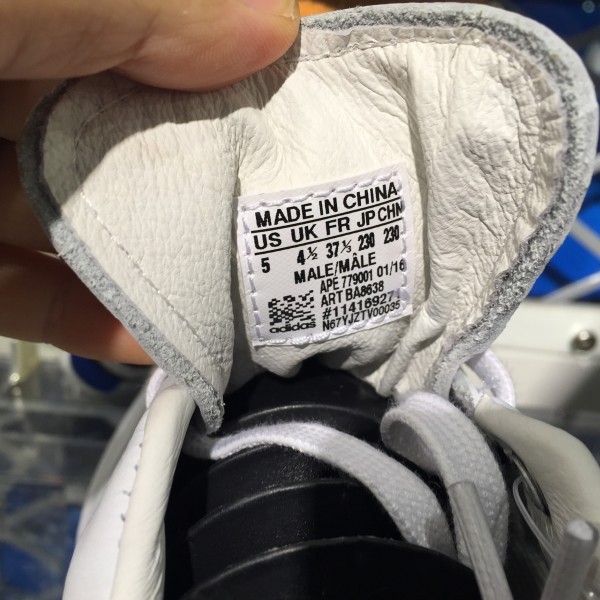 MADE IN CHINA
US UK FR JP CHN
5 4½ 37⅓ 230 230
MALE/MÂLE
APE 779001 01/16
ART BA8638
#11416927
N67YJZTV00035
adidas